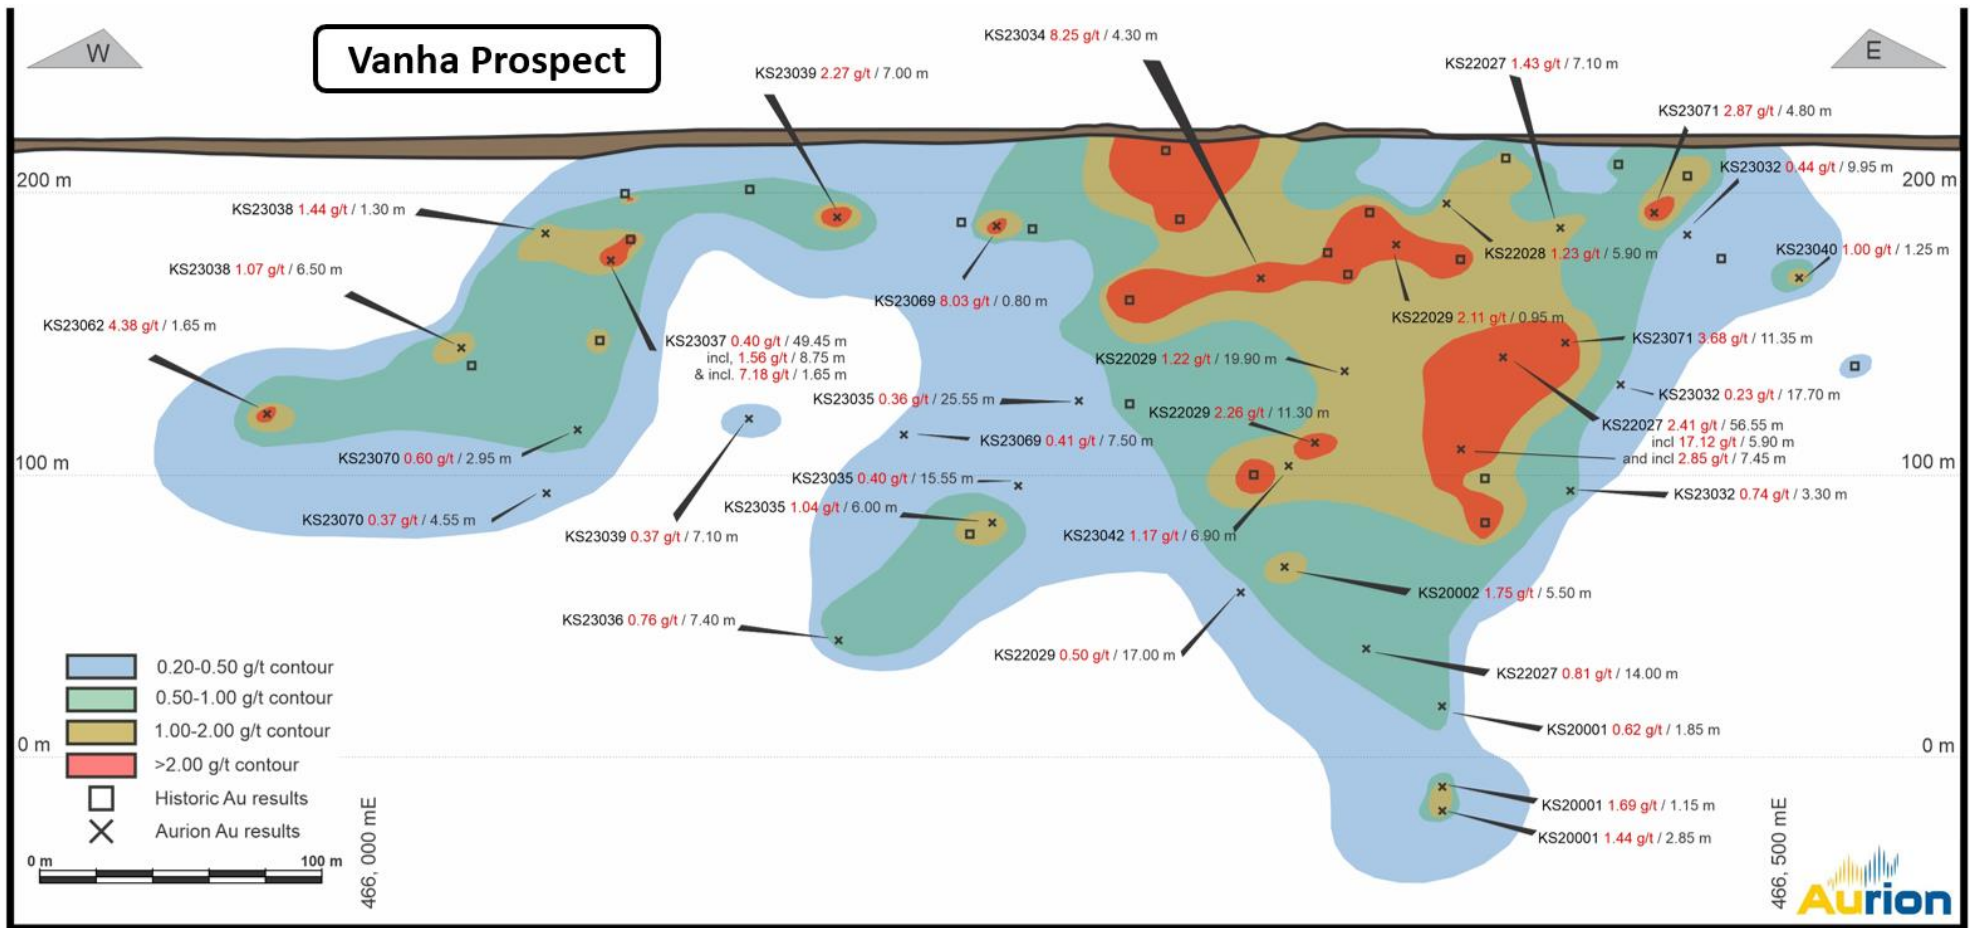 W
Vanha Prospect
E
KS23034 8.25 g/t / 4.30 m
KS23039 2.27 g/t / 7.00 m
KS22027 1.43 g/t / 7.10 m
KS23071 2.87 g/t / 4.80 m
KS23032 0.44 g/t / 9.95 m
200 m
200 m
KS23038 1.44 g/t / 1.30 m
KS22028 1.23 g/t / 5.90 m
KS23040 1.00 g/t / 1.25 m
KS23038 1.07 g/t / 6.50 m
KS23069 8.03 g/t / 0.80 m
KS22029 2.11 g/t / 0.95 m
KS23062 4.38 g/t / 1.65 m
KS23037 0.40 g/t / 49.45 m
incl, 1.56 g/t / 8.75 m
& incl. 7.18 g/t / 1.65 m
KS23071 3.68 g/t / 11.35 m
KS22029 1.22 g/t / 19.90 m
KS23035 0.36 g/t / 25.55 m
KS23032 0.23 g/t / 17.70 m
KS22029 2.26 g/t / 11.30 m
KS22027 2.41 g/t / 56.55 m
incl 17.12 g/t / 5.90 m
and incl 2.85 g/t / 7.45 m
KS23069 0.41 g/t / 7.50 m
KS23070 0.60 g/t / 2.95 m
100 m
100 m
KS23035 0.40 g/t / 15.55 m
KS23032 0.74 g/t / 3.30 m
KS23035 1.04 g/t / 6.00 m
KS23070 0.37 g/t / 4.55 m
KS23039 0.37 g/t / 7.10 m
KS23042 1.17 g/t / 6.90 m
KS20002 1.75 g/t / 5.50 m
KS23036 0.76 g/t / 7.40 m
KS22029 0.50 g/t / 17.00 m
KS22027 0.81 g/t / 14.00 m
KS20001 0.62 g/t / 1.85 m
0 m
0 m
KS20001 1.69 g/t / 1.15 m
KS20001 1.44 g/t / 2.85 m
0.20-0.50 g/t contour
0.50-1.00 g/t contour
1.00-2.00 g/t contour
>2.00 g/t contour
Historic Au results
Aurion Au results
0 m
100 m
466, 000 mE
466, 500 mE
Aurion